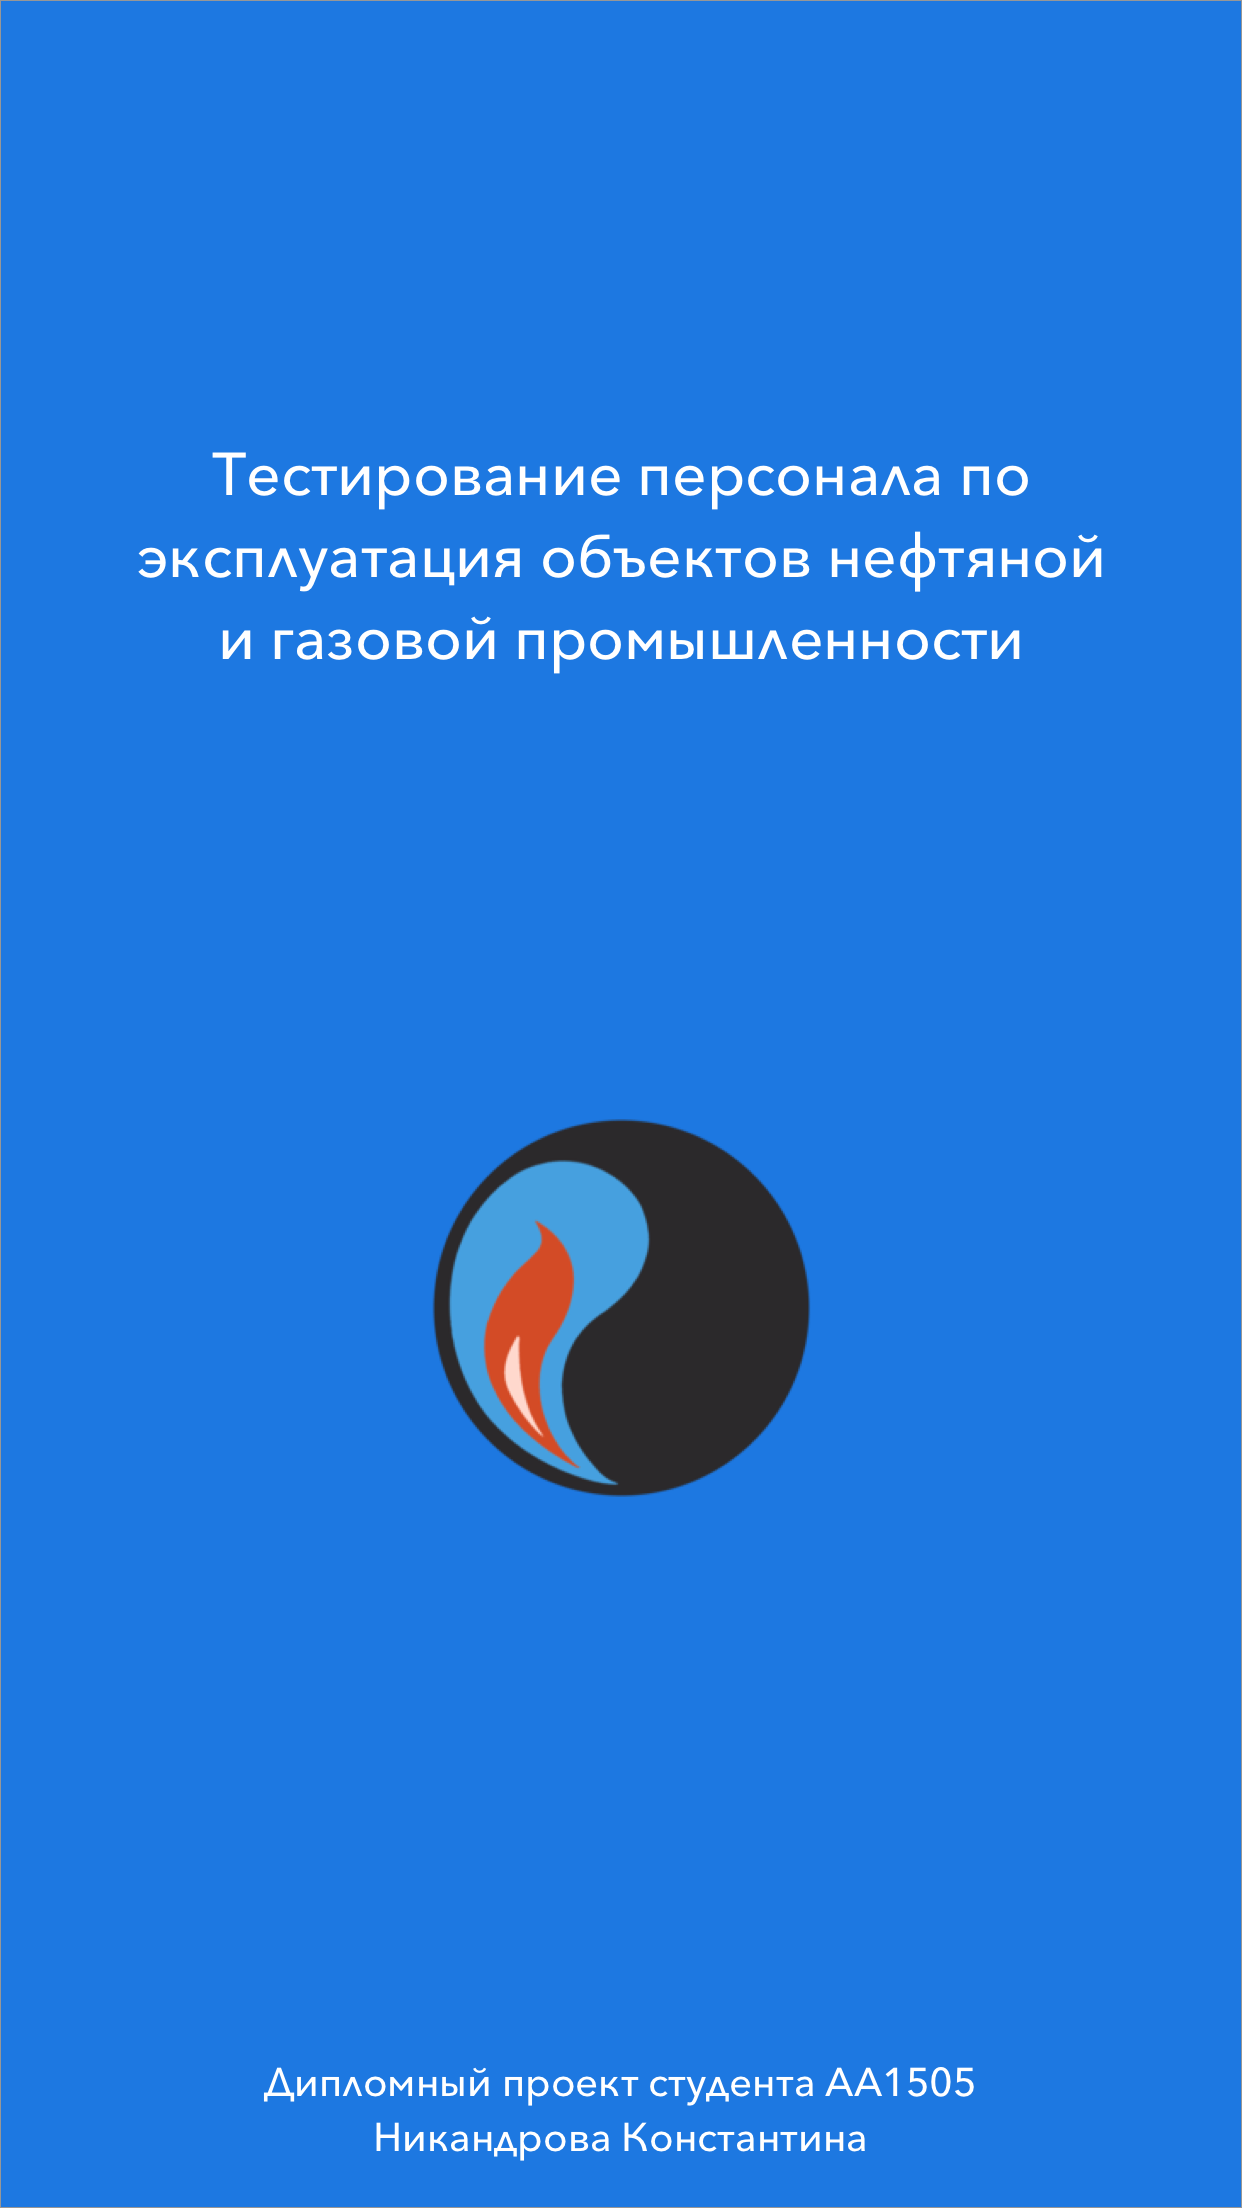 Тестирование персонала по
эксплуатация объектов нефтяной
и газовой промышленности
Дипломный проект студента АА1505
Никандрова Константина